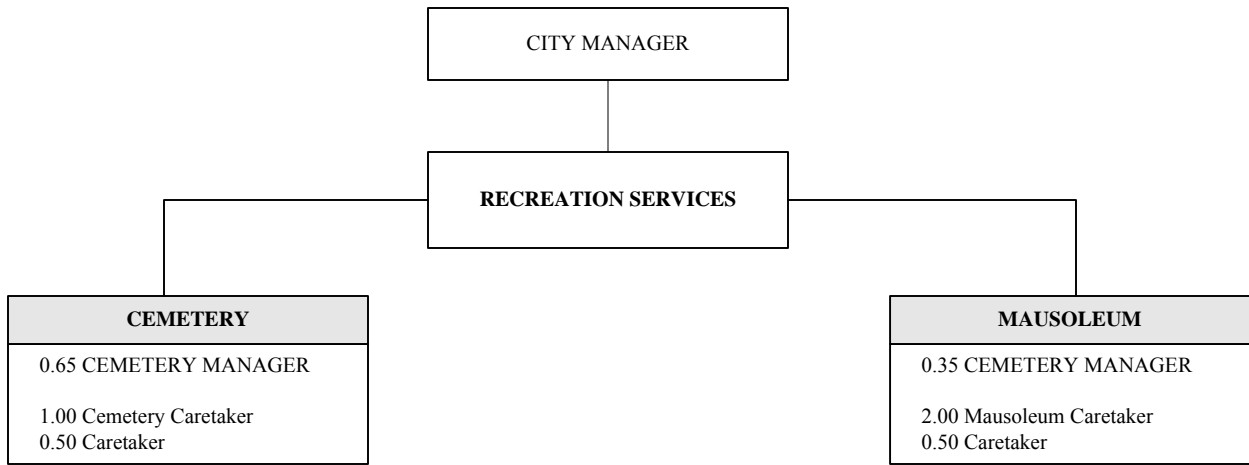 CITY MANAGER
RECREATION SERVICES
CEMETERY
0.65 CEMETERY MANAGER
1.00 Cemetery Caretaker
0.50 Caretaker
MAUSOLEUM
0.35 CEMETERY MANAGER
2.00 Mausoleum Caretaker
0.50 Caretaker